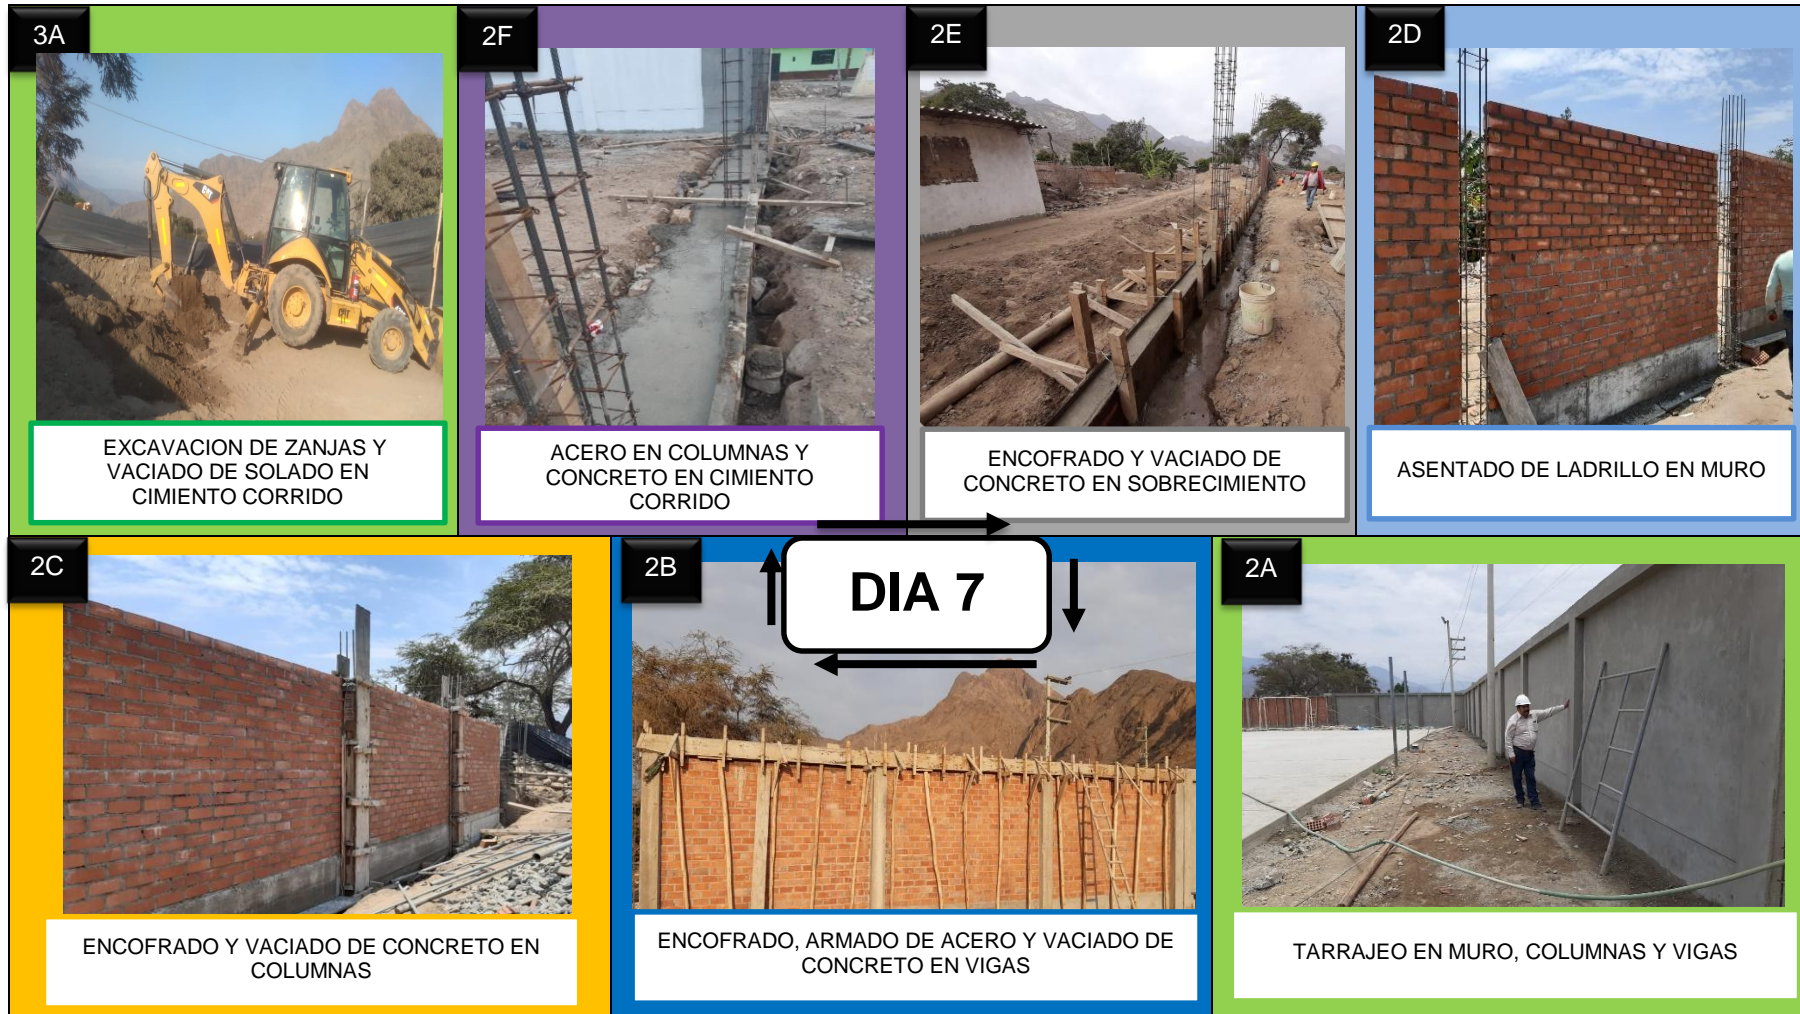 3A
EXCAVACION DE ZANJAS Y
VACIADO DE SOLADO EN
CIMIENTO CORRIDO
2F
ACERO EN COLUMNAS Y
CONCRETO EN CIMIENTO
CORRIDO
2E
ENCOFRADO Y VACIADO DE
CONCRETO EN SOBRECIMIENTO
2D
ASENTADO DE LADRILLO EN MURO
DIA 7
2C
ENCOFRADO Y VACIADO DE CONCRETO EN
COLUMNAS
2B
ENCOFRADO, ARMADO DE ACERO Y VACIADO DE
CONCRETO EN VIGAS
2A
TARRAJEO EN MURO, COLUMNAS Y VIGAS